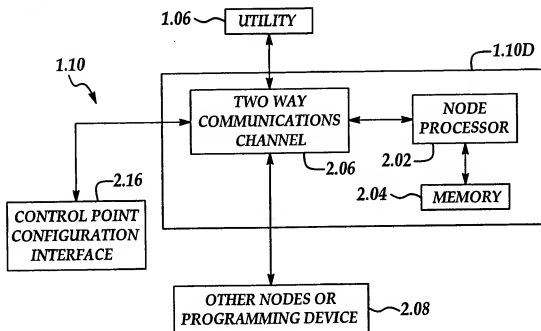 1.06
UTILITY
1.10
1.10D
TWO WAY
COMMUNICATIONS
CHANNEL
2.06
NODE
PROCESSOR
2.02
2.04
MEMORY
2.16
CONTROL POINT
CONFIGURATION
INTERFACE
OTHER NODES OR
PROGRAMMING DEVICE
2.08